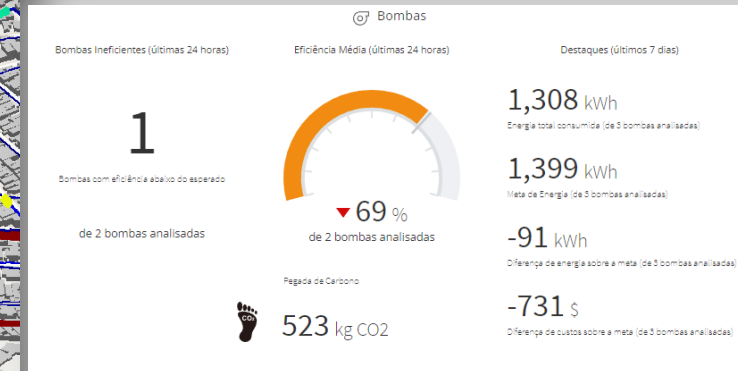 Bombas
Bombas Ineficientes (últimas 24 horas)
1
Bombas com eficiência abaixo do esperado
de 2 bombas analisadas
Eficiência Média (últimas 24 horas)
69 %
de 2 bombas analisadas
Pegada de Carbono
CO₂
523 kg CO2
Destaques (últimos 7 dias)
1,308 kWh
Energia total consumida (de 3 bombas analisadas)
1,399 kWh
Meta de Energia (de 3 bombas analisadas)
-91 kWh
Diferença de energia sobre a meta (de 3 bombas analisadas)
-731 $
Diferença de custos sobre a meta (de 3 bombas analisadas)